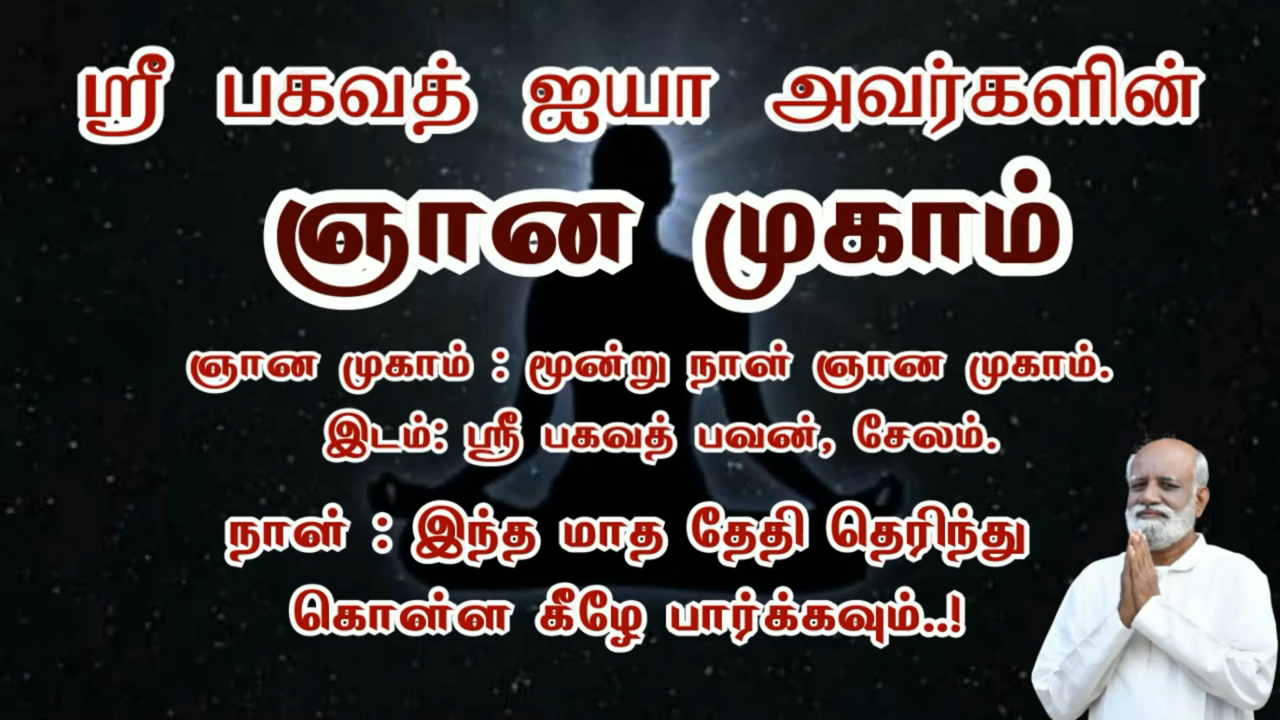 ஸ்ரீ பகவத் ஐயா அவர்களின்
ஞான முகாம்
ஞான முகாம் : மூன்று நாள் ஞான முகாம்.
இடம்: ஸ்ரீ பகவத் பவன், சேலம்.
நாள் : இந்த மாத தேதி தெரிந்து
கொள்ள கீழே பார்க்கவும்..!